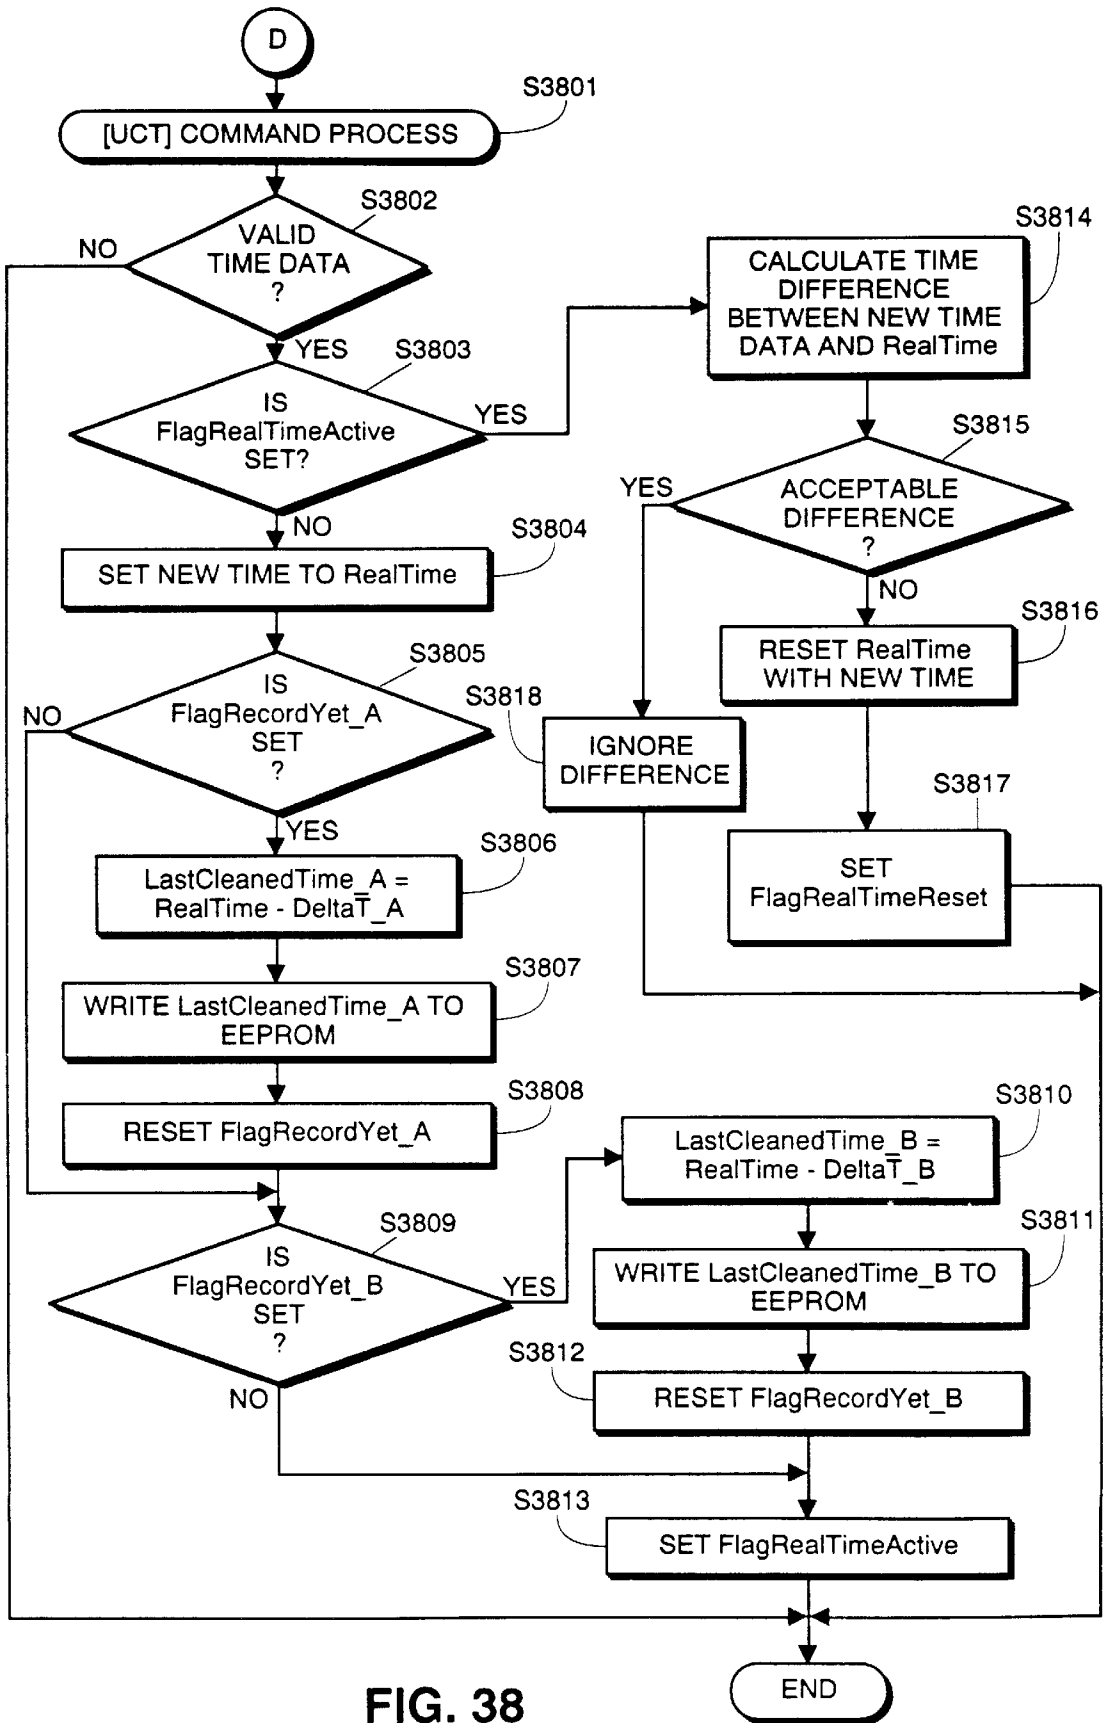 D
S3801
[UCT] COMMAND PROCESS
S3802
NO
VALID
TIME DATA
?
YES
S3803
IS
FlagRealTimeActive
SET?
YES
NO
S3804
SET NEW TIME TO RealTime
S3805
IS
FlagRecordYet_A
SET
?
NO
YES
S3806
LastCleanedTime_A =
RealTime - DeltaT_A
S3807
WRITE LastCleanedTime_A TO
EEPROM
S3808
RESET FlagRecordYet_A
S3809
IS
FlagRecordYet_B
SET
?
YES
NO
S3810
LastCleanedTime_B =
RealTime - DeltaT_B
S3811
WRITE LastCleanedTime_B TO
EEPROM
S3812
RESET FlagRecordYet_B
S3813
SET FlagRealTimeActive
S3814
CALCULATE TIME
DIFFERENCE
BETWEEN NEW TIME
DATA AND RealTime
S3815
YES
ACCEPTABLE
DIFFERENCE
?
NO
S3816
RESET RealTime
WITH NEW TIME
S3818
IGNORE
DIFFERENCE
S3817
SET
FlagRealTimeReset
END
FIG. 38